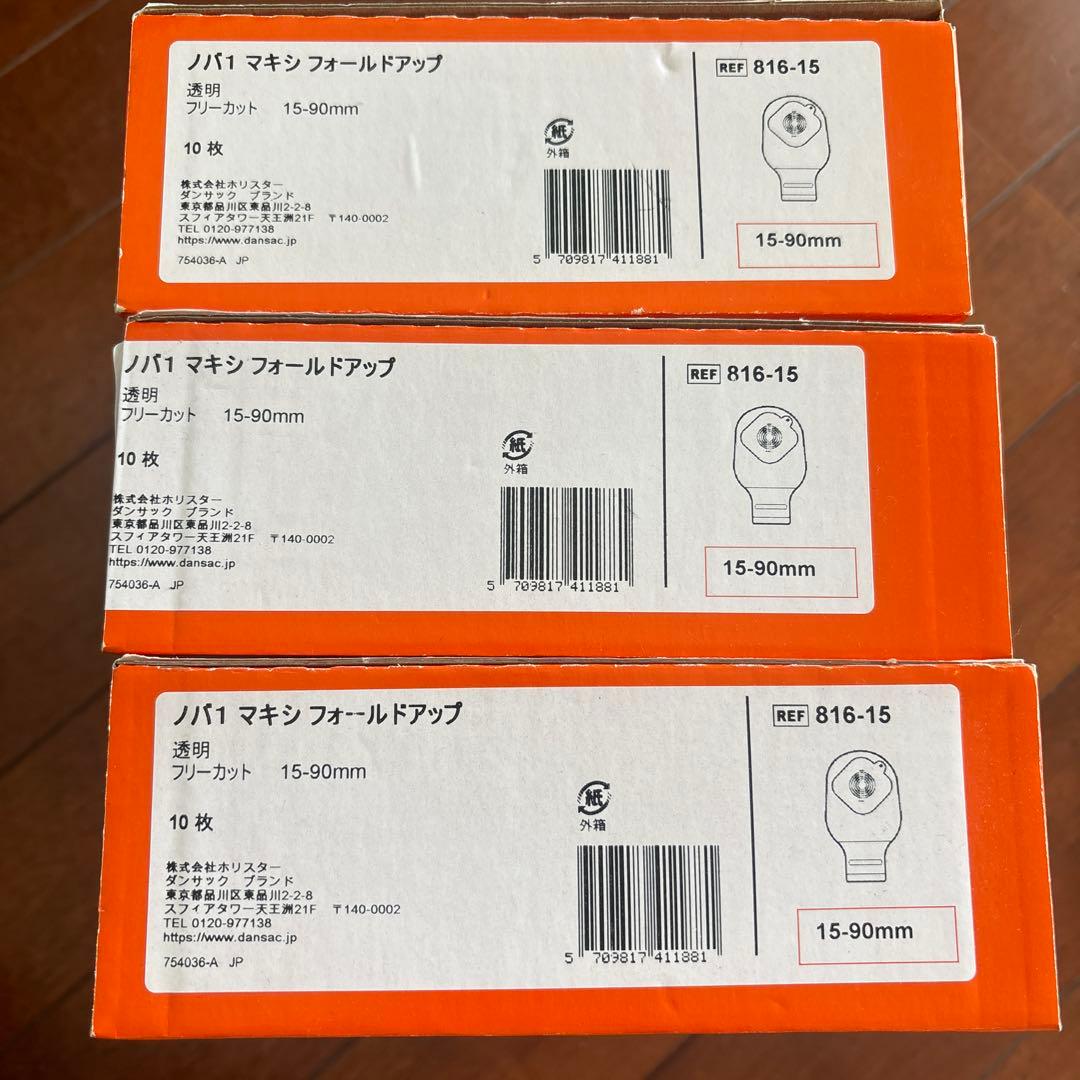 ノバ1 マキシ フォールドアップ
透明
フリーカット 15-90mm
10 枚
株式会社ホリスター
ダンサック ブランド
東京都品川区東品川2-2-8
スフィアタワー天王洲21F 〒140-0002
TEL 0120-977138
https://www.dansac.jp
754036-A JP
紙
外箱
5 709817 411881
REF 816-15
15-90mm
ノバ1 マキシ フォールドアップ
透明
フリーカット 15-90mm
10 枚
株式会社ホリスター
ダンサック ブランド
東京都品川区東品川2-2-8
スフィアタワー天王洲21F 〒140-0002
TEL 0120-977138
https://www.dansac.jp
754036-A JP
紙
外箱
5 709817 411881
REF 816-15
15-90mm
ノバ1 マキシ フォールドアップ
透明
フリーカット 15-90mm
10 枚
株式会社ホリスター
ダンサック ブランド
東京都品川区東品川2-2-8
スフィアタワー天王洲21F 〒140-0002
TEL 0120-977138
https://www.dansac.jp
754036-A JP
紙
外箱
5 709817 411881
REF 816-15
15-90mm